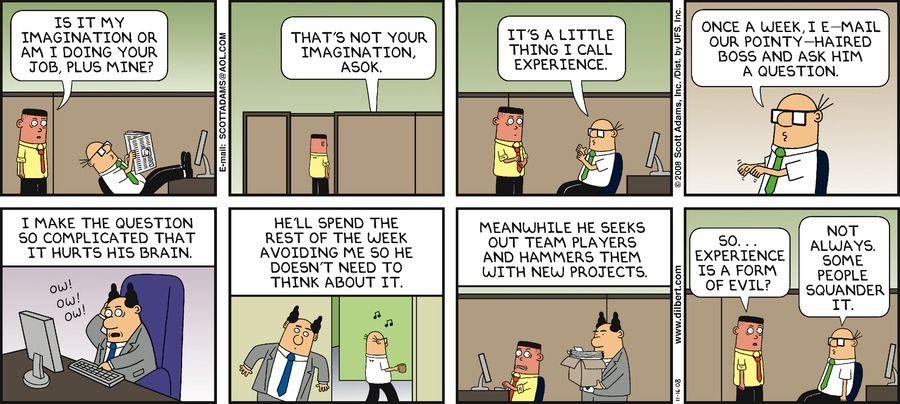 IS IT MY
IMAGINATION OR
AM I DOING YOUR
JOB, PLUS MINE?
E-mail: SCOTTADAMS@AOL.COM
THAT'S NOT YOUR
IMAGINATION,
ASOK.
IT'S A LITTLE
THING I CALL
EXPERIENCE.
© 2008 Scott Adams, Inc./Dist. by UFS, Inc.
ONCE A WEEK, I E-MAIL
OUR POINTY-HAIRED
BOSS AND ASK HIM
A QUESTION.
I MAKE THE QUESTION
SO COMPLICATED THAT
IT HURTS HIS BRAIN.
OW!
OW!
OW!
HE'LL SPEND THE
REST OF THE WEEK
AVOIDING ME SO HE
DOESN'T NEED TO
THINK ABOUT IT.
MEANWHILE HE SEEKS
OUT TEAM PLAYERS
AND HAMMERS THEM
WITH NEW PROJECTS.
www.dilbert.com
11-16-08
SO...
EXPERIENCE
IS A FORM
OF EVIL?
NOT
ALWAYS.
SOME
PEOPLE
SQUANDER
IT.